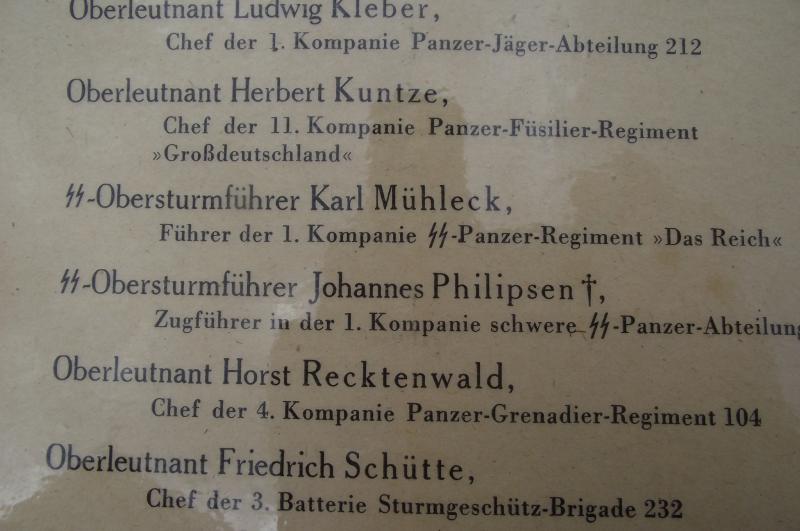 Oberleutnant Ludwig Kleber,
Chef der 1. Kompanie Panzer-Jäger-Abteilung 212
Oberleutnant Herbert Kuntze,
Chef der 11. Kompanie Panzer-Füsilier-Regiment
»Großdeutschland«
ᛋᛋ-Obersturmführer Karl Mühleck,
Führer der 1. Kompanie ᛋᛋ-Panzer-Regiment »Das Reich«
ᛋᛋ-Obersturmführer Johannes Philipsen †,
Zugführer in der 1. Kompanie schwere ᛋᛋ-Panzer-Abteilung
Oberleutnant Horst Recktenwald,
Chef der 4. Kompanie Panzer-Grenadier-Regiment 104
Oberleutnant Friedrich Schütte,
Chef der 3. Batterie Sturmgeschütz-Brigade 232